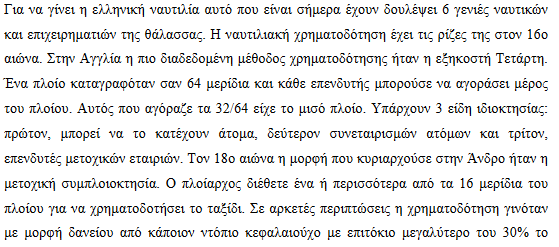 Για να γίνει η ελληνική ναυτιλία αυτό που είναι σήμερα έχουν δουλέψει 6 γενιές ναυτικών
και επιχειρηματιών της θάλασσας. Η ναυτιλιακή χρηματοδότηση έχει τις ρίζες της στον 16ο
αιώνα. Στην Αγγλία η πιο διαδεδομένη μέθοδος χρηματοδότησης ήταν η εξηκοστή Τετάρτη.
Ένα πλοίο καταγραφόταν σαν 64 μερίδια και κάθε επενδυτής μπορούσε να αγοράσει μέρος
του πλοίου. Αυτός που αγόραζε τα 32/64 είχε το μισό πλοίο. Υπάρχουν 3 είδη ιδιοκτησίας:
πρώτον, μπορεί να το κατέχουν άτομα, δεύτερον συνεταιρισμών ατόμων και τρίτον,
επενδυτές μετοχικών εταιριών. Τον 18ο αιώνα η μορφή που κυριαρχούσε στην Άνδρο ήταν η
μετοχική συμπλοιοκτησία. Ο πλοίαρχος διέθετε ένα ή περισσότερα από τα 16 μερίδια του
πλοίου για να χρηματοδοτήσει το ταξίδι. Σε αρκετές περιπτώσεις η χρηματοδότηση γινόταν
με μορφή δανείου από κάποιον ντόπιο κεφαλαιούχο με επιτόκιο μεγαλύτερο του 30% το